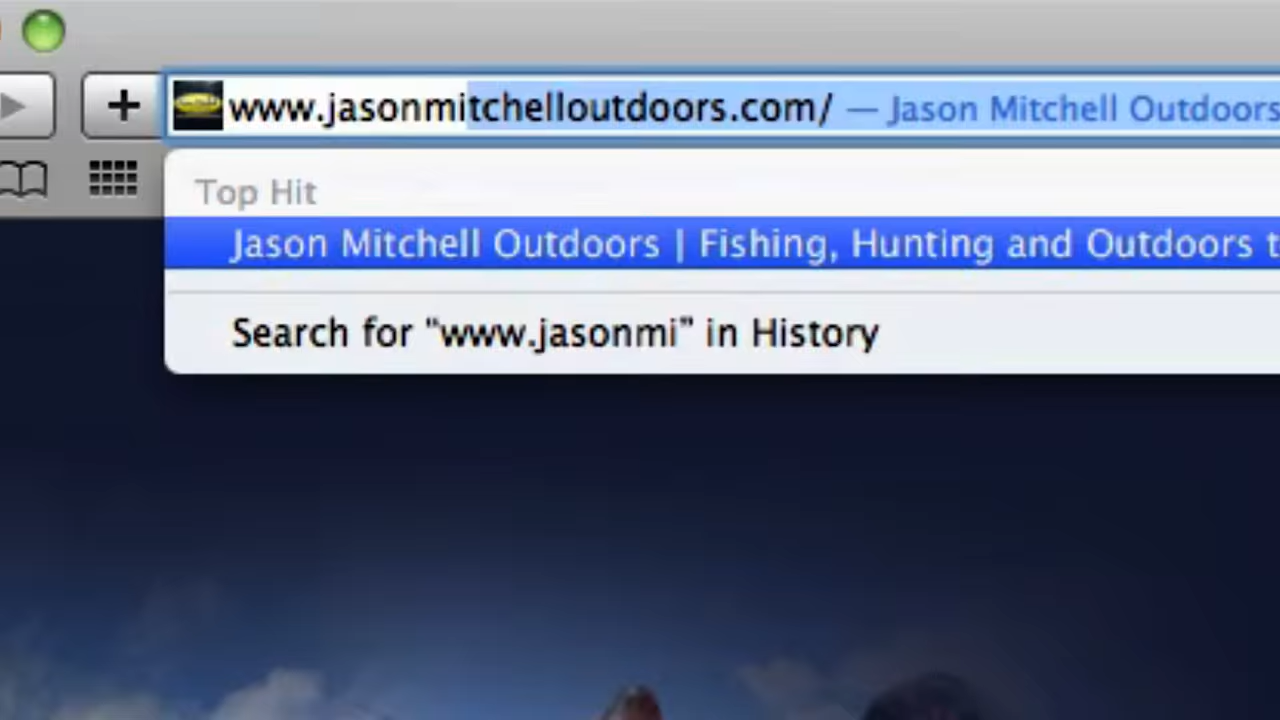 www.jasonmitchelloutdoors.com/ — Jason Mitchell Outdoors
Top Hit
Jason Mitchell Outdoors | Fishing, Hunting and Outdoors t
Search for “www.jasonmi” in History